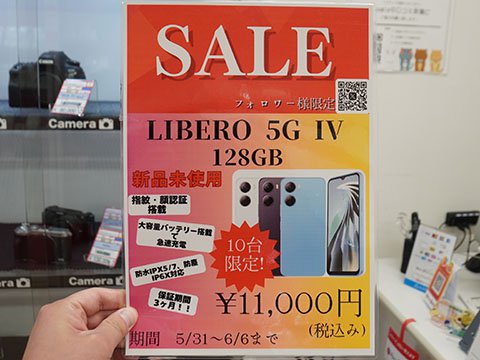 SALE
フォロワー様限定
LIBERO 5G IV
128GB
新品未使用
指紋・顔認証
搭載
大容量バッテリー搭載
で
急速充電
防水IPX5/7、防塵
IP6X対応
保証期間
3ヶ月！！
10台
限定!
¥11,000円
(税込み)
期間 5/31～6/6まで
Camera
Camera